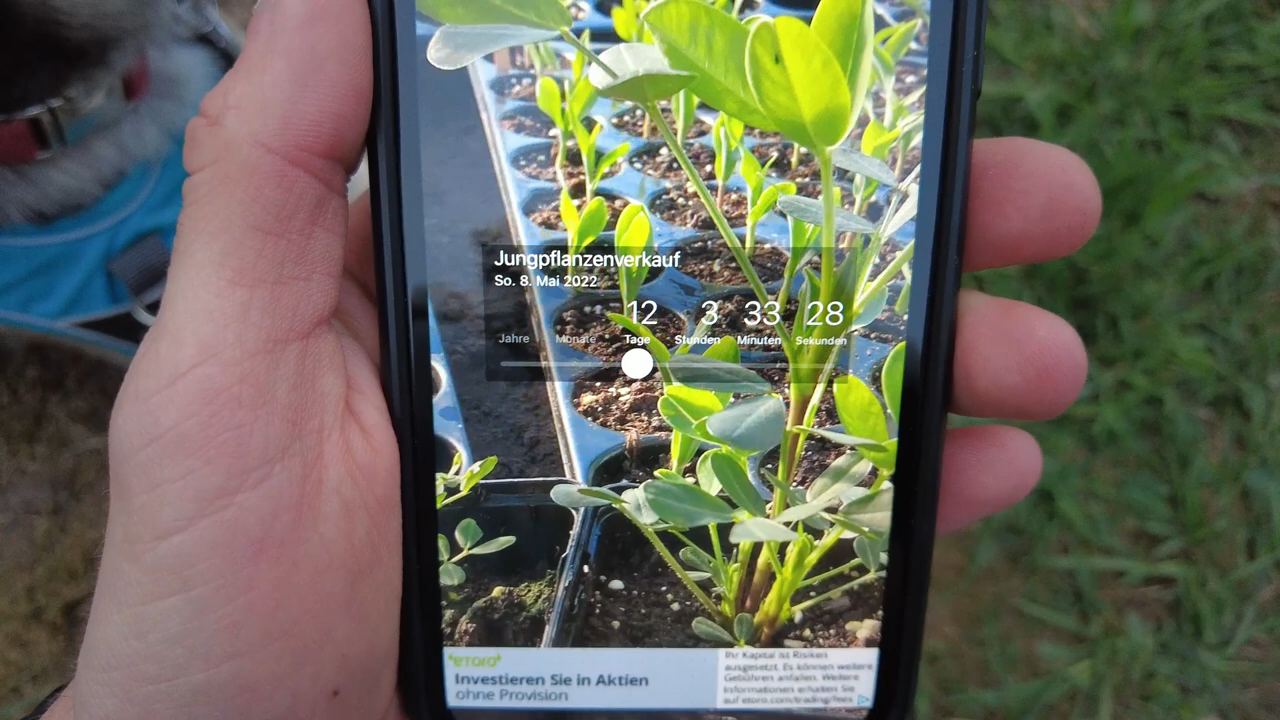 Jungpflanzenverkauf
So. 8. Mai 2022
12 3 33 28
Jahre Monate Tage Stunden Minuten Sekunden
eToro
Investieren Sie in Aktien
ohne Provision
Ihr Kapital ist Risiken
ausgesetzt. Es können weitere
Gebühren anfallen. Weitere
Informationen erhalten Sie
auf etoro.com/trading/fees